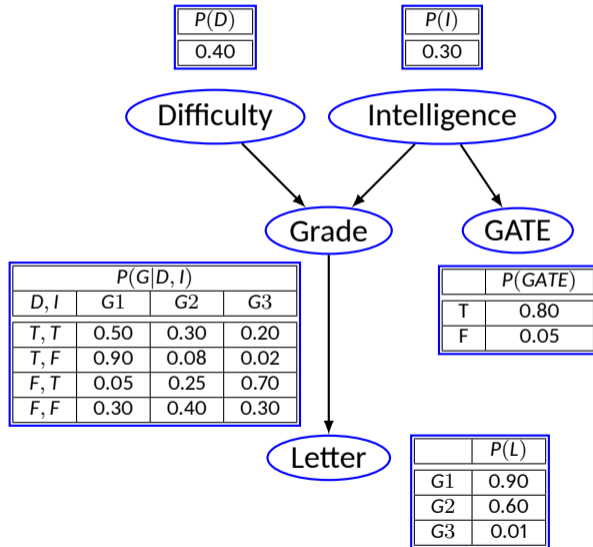 P(D)
0.40
P(I)
0.30
Difficulty
Intelligence
Grade
GATE
P(G|D, I)
D, I G1 G2 G3
T, T 0.50 0.30 0.20
T, F 0.90 0.08 0.02
F, T 0.05 0.25 0.70
F, F 0.30 0.40 0.30
P(GATE)
T 0.80
F 0.05
Letter
P(L)
G1 0.90
G2 0.60
G3 0.01